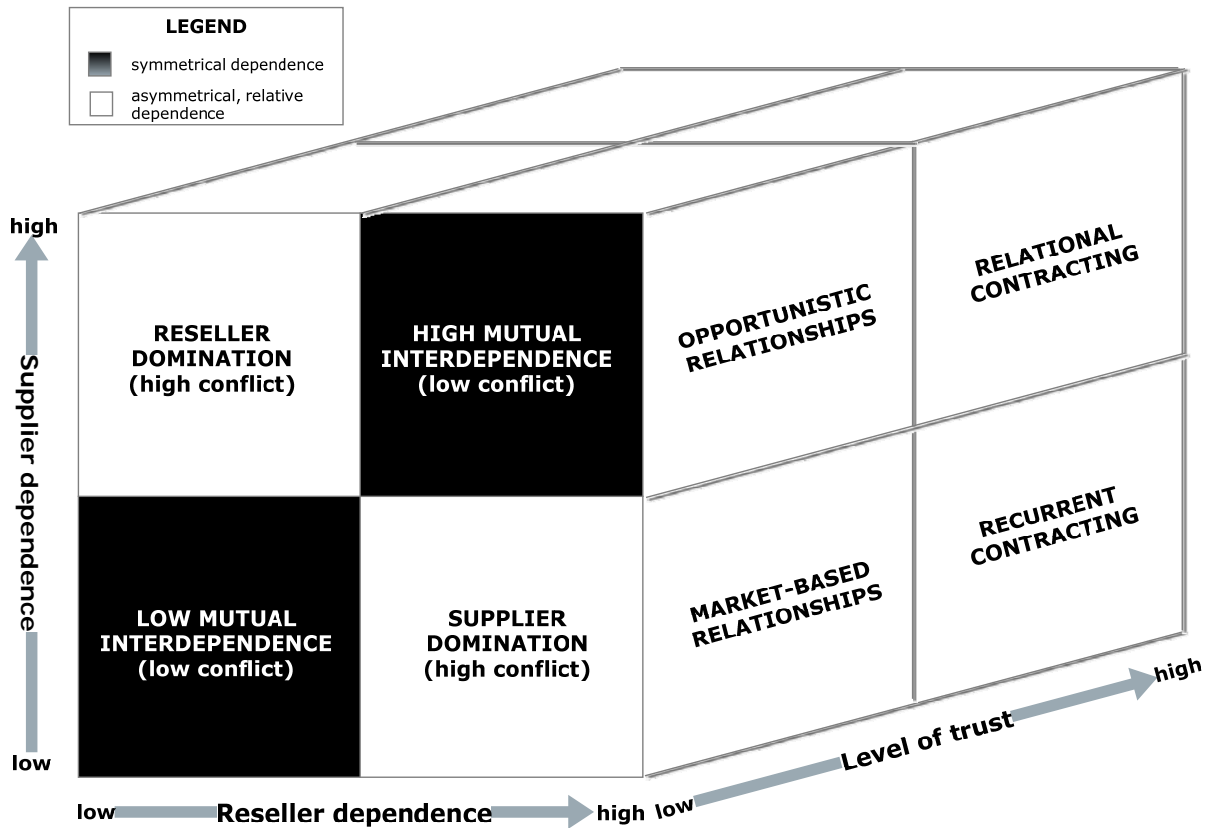 LEGEND
symmetrical dependence
asymmetrical, relative
dependence
high
Supplier dependence
low
RESELLER
DOMINATION
(high conflict)
HIGH MUTUAL
INTERDEPENDENCE
(low conflict)
LOW MUTUAL
INTERDEPENDENCE
(low conflict)
SUPPLIER
DOMINATION
(high conflict)
OPPORTUNISTIC
RELATIONSHIPS
RELATIONAL
CONTRACTING
MARKET-BASED
RELATIONSHIPS
RECURRENT
CONTRACTING
low Reseller dependence high
low Level of trust high